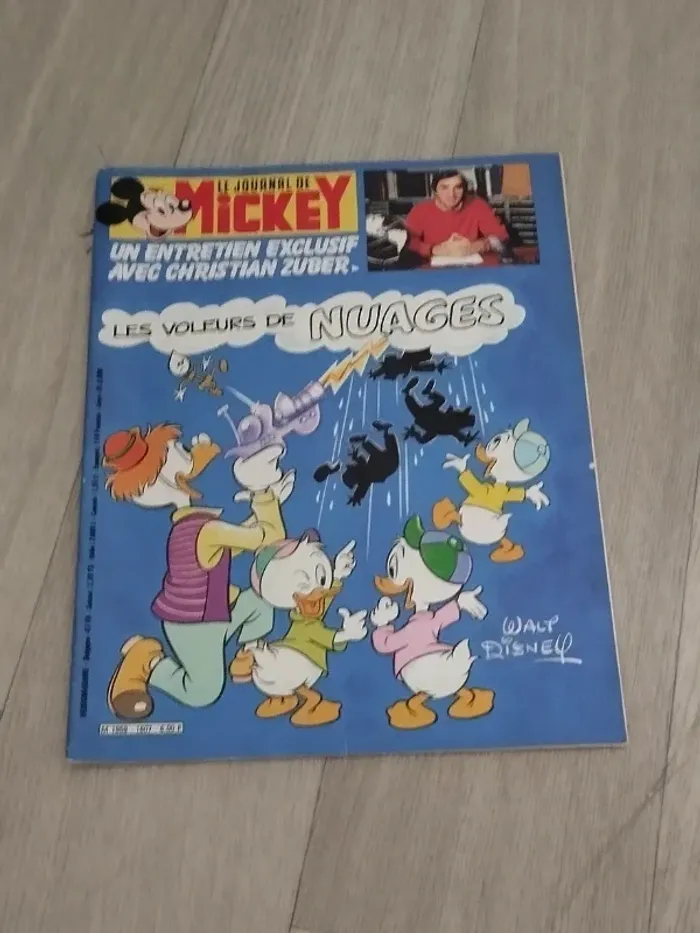 LE JOURNAL DE
MICKEY
UN ENTRETIEN EXCLUSIF
AVEC CHRISTIAN ZUBER
LES VOLEURS DE NUAGES
WALT
DISNEY